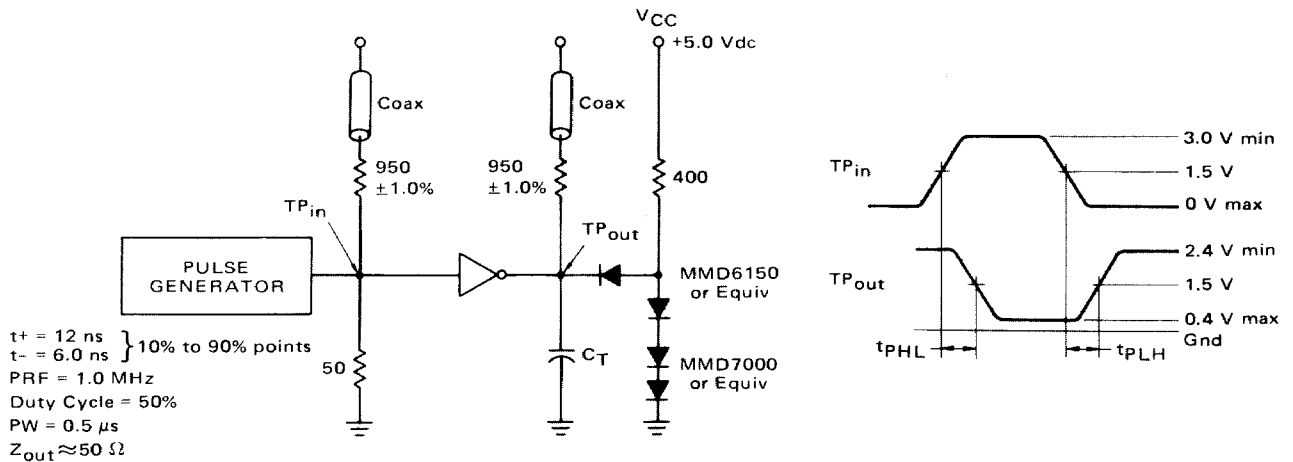 VCC
+5.0 Vdc
Coax
Coax
950
±1.0%
950
±1.0%
400
TPin
TPout
PULSE
GENERATOR
MMD6150
or Equiv
MMD7000
or Equiv
CT
50
t+ = 12 ns
t− = 6.0 ns
10% to 90% points
PRF = 1.0 MHz
Duty Cycle = 50%
PW = 0.5 μs
Zout ≈ 50 Ω
TPin
3.0 V min
1.5 V
0 V max
TPout
2.4 V min
1.5 V
0.4 V max
Gnd
tPHL
tPLH